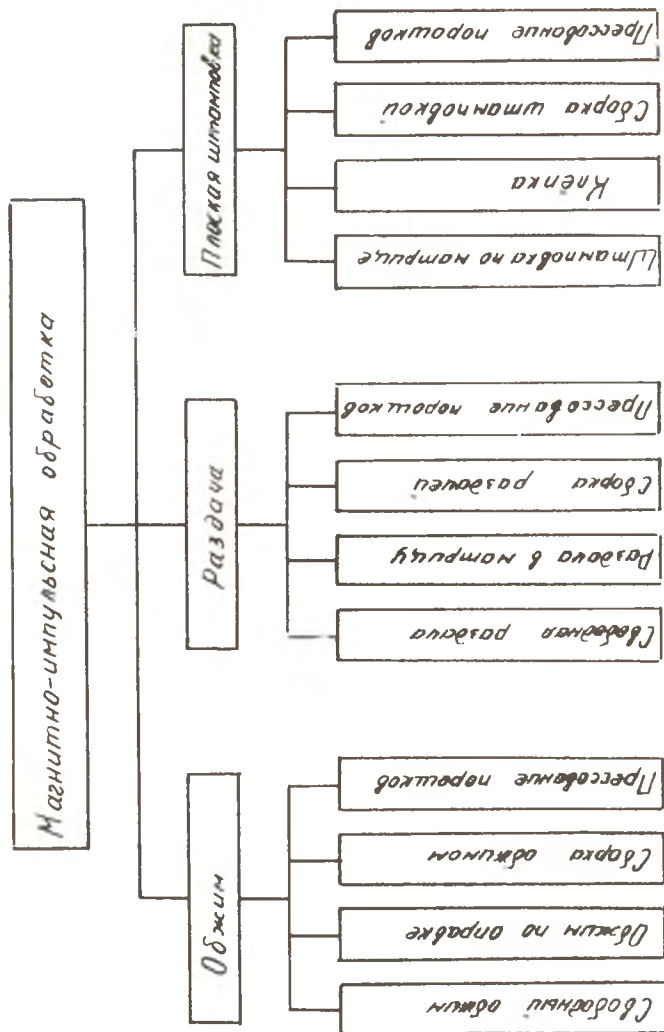 Магнитно-импульсная обработка
Обжим
Раздача
Плоская штамповка
Свободный обжим
Обжим по оправке
Сборка обжимом
Прессование порошков
Свободная раздача
Раздача в матрицу
Сборка раздачей
Прессование порошков
Штамповка по матрице
Клёпка
Сборка штамповкой
Прессование порошков